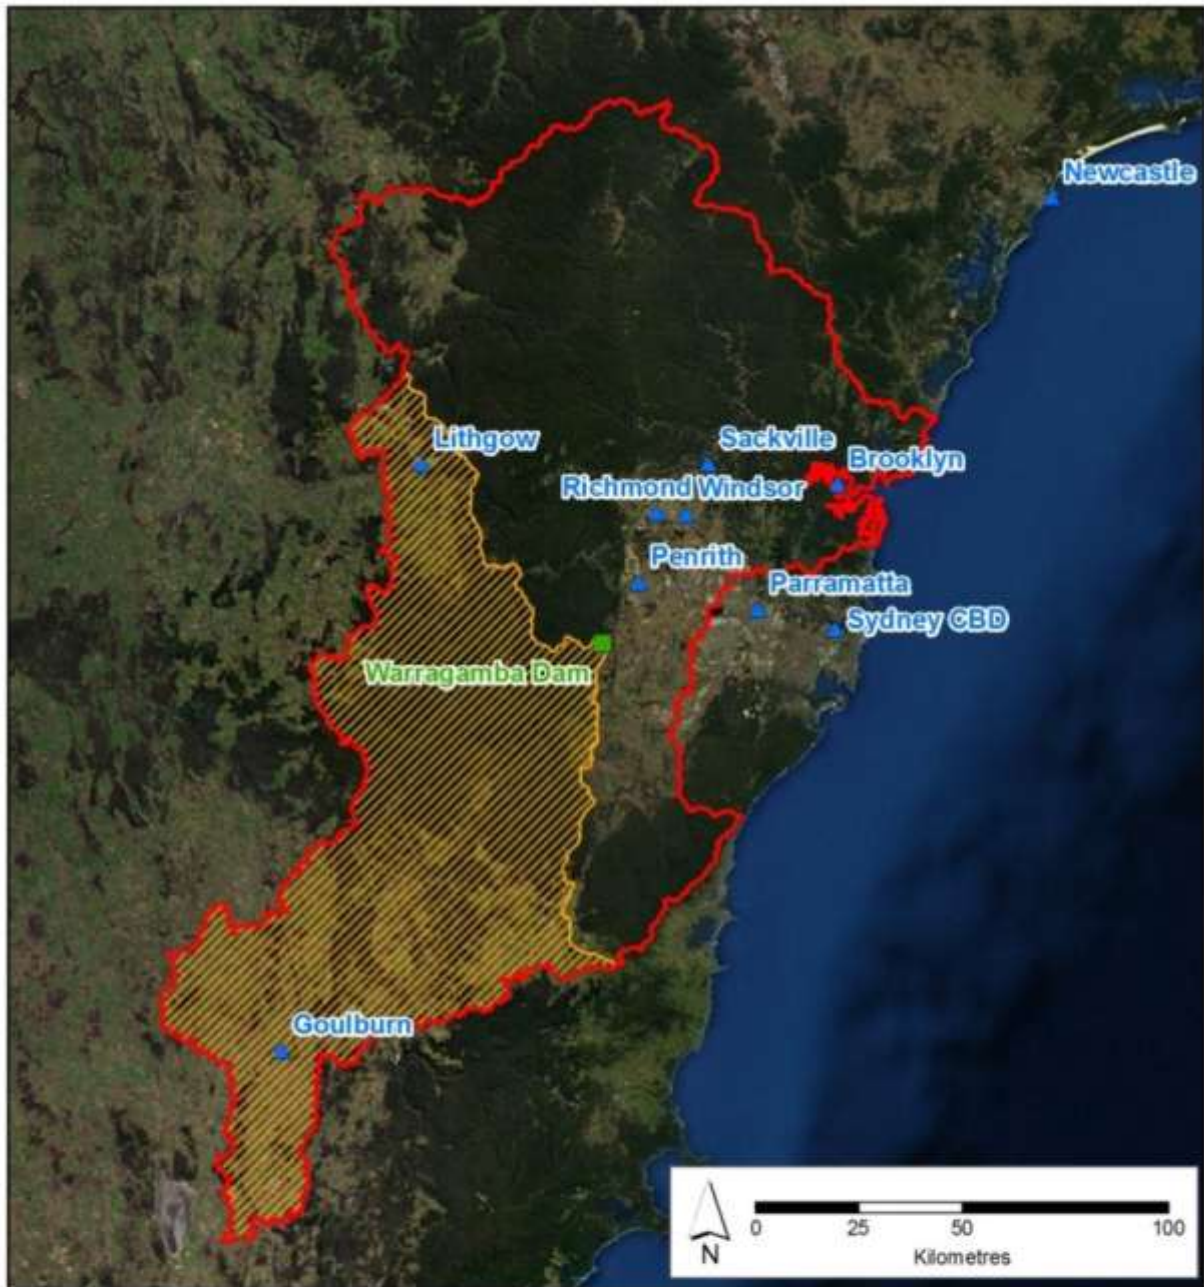 Newcastle
Lithgow
Sackville
Brooklyn
Richmond Windsor
Penrith
Parramatta
Sydney CBD
Warragamba Dam
Goulburn
N
0 25 50 100
Kilometres